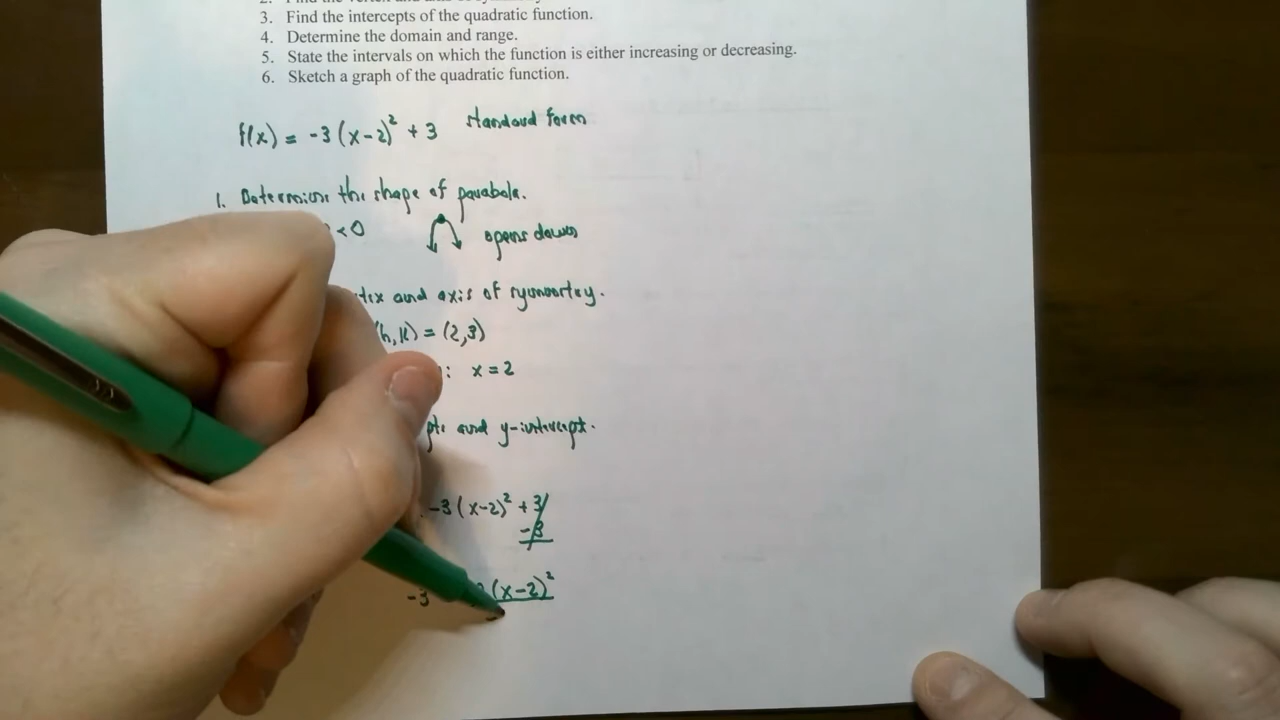 3. Find the intercepts of the quadratic function.
4. Determine the domain and range.
5. State the intervals on which the function is either increasing or decreasing.
6. Sketch a graph of the quadratic function.
f(x) = -3(x-2)² + 3 standard form
1. Determine the shape of parabola.
< 0 opens down
and axis of symmetry.
(h,k) = (2,3)
: x = 2
and y-intercept.
-3(x-2)² + 3
-3
-3 (x-2)²